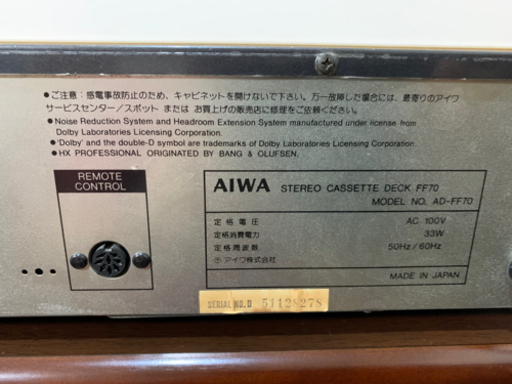 ●ご注意：感電事故防止のため、キャビネットを開けないで下さい。万一故障した場合には、最寄りのアイワ
サービスセンター／スポット または お買上げの販売店に修理をご依頼ください。
●Noise Reduction System and Headroom Extension System manufactured under license from
Dolby Laboratories Licensing Corporation.
●'Dolby' and the double-D symbol are trademarks of Dolby Laboratories Licensing Corporation.
●HX PROFESSIONAL ORIGINATED BY BANG & OLUFSEN.
REMOTE
CONTROL
AIWA STEREO CASSETTE DECK FF70
MODEL NO. AD-FF70
定格電圧 AC 100V
定格消費電力 33W
定格周波数 50Hz/60Hz
アイワ株式会社
MADE IN JAPAN
SERIAL NO.D 51128278